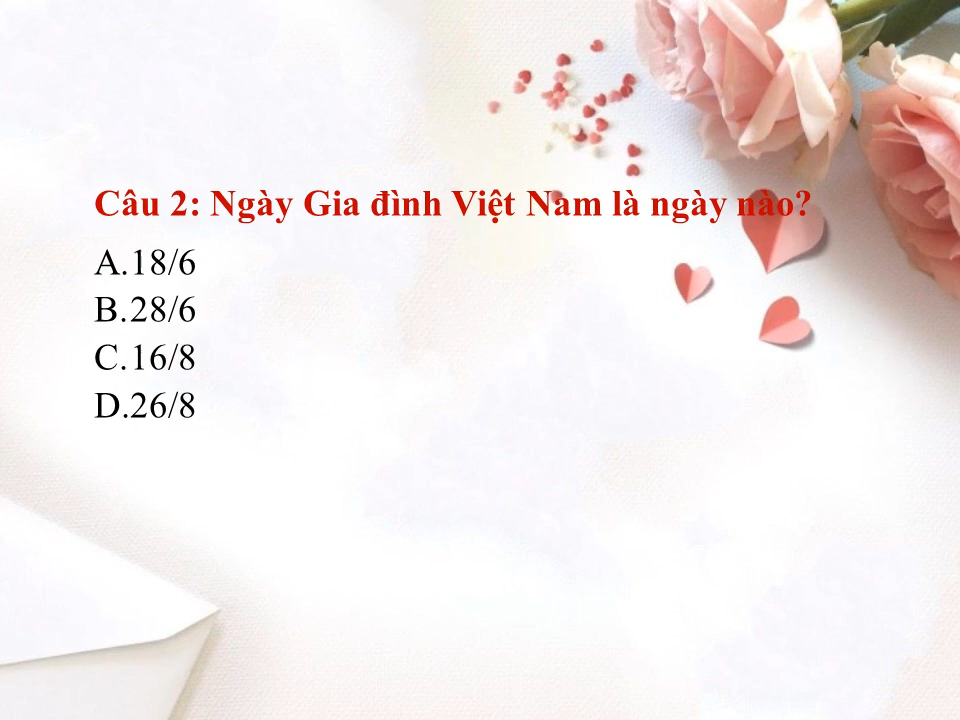 Câu 2: Ngày Gia đình Việt Nam là ngày nào?
A.18/6
B.28/6
C.16/8
D.26/8